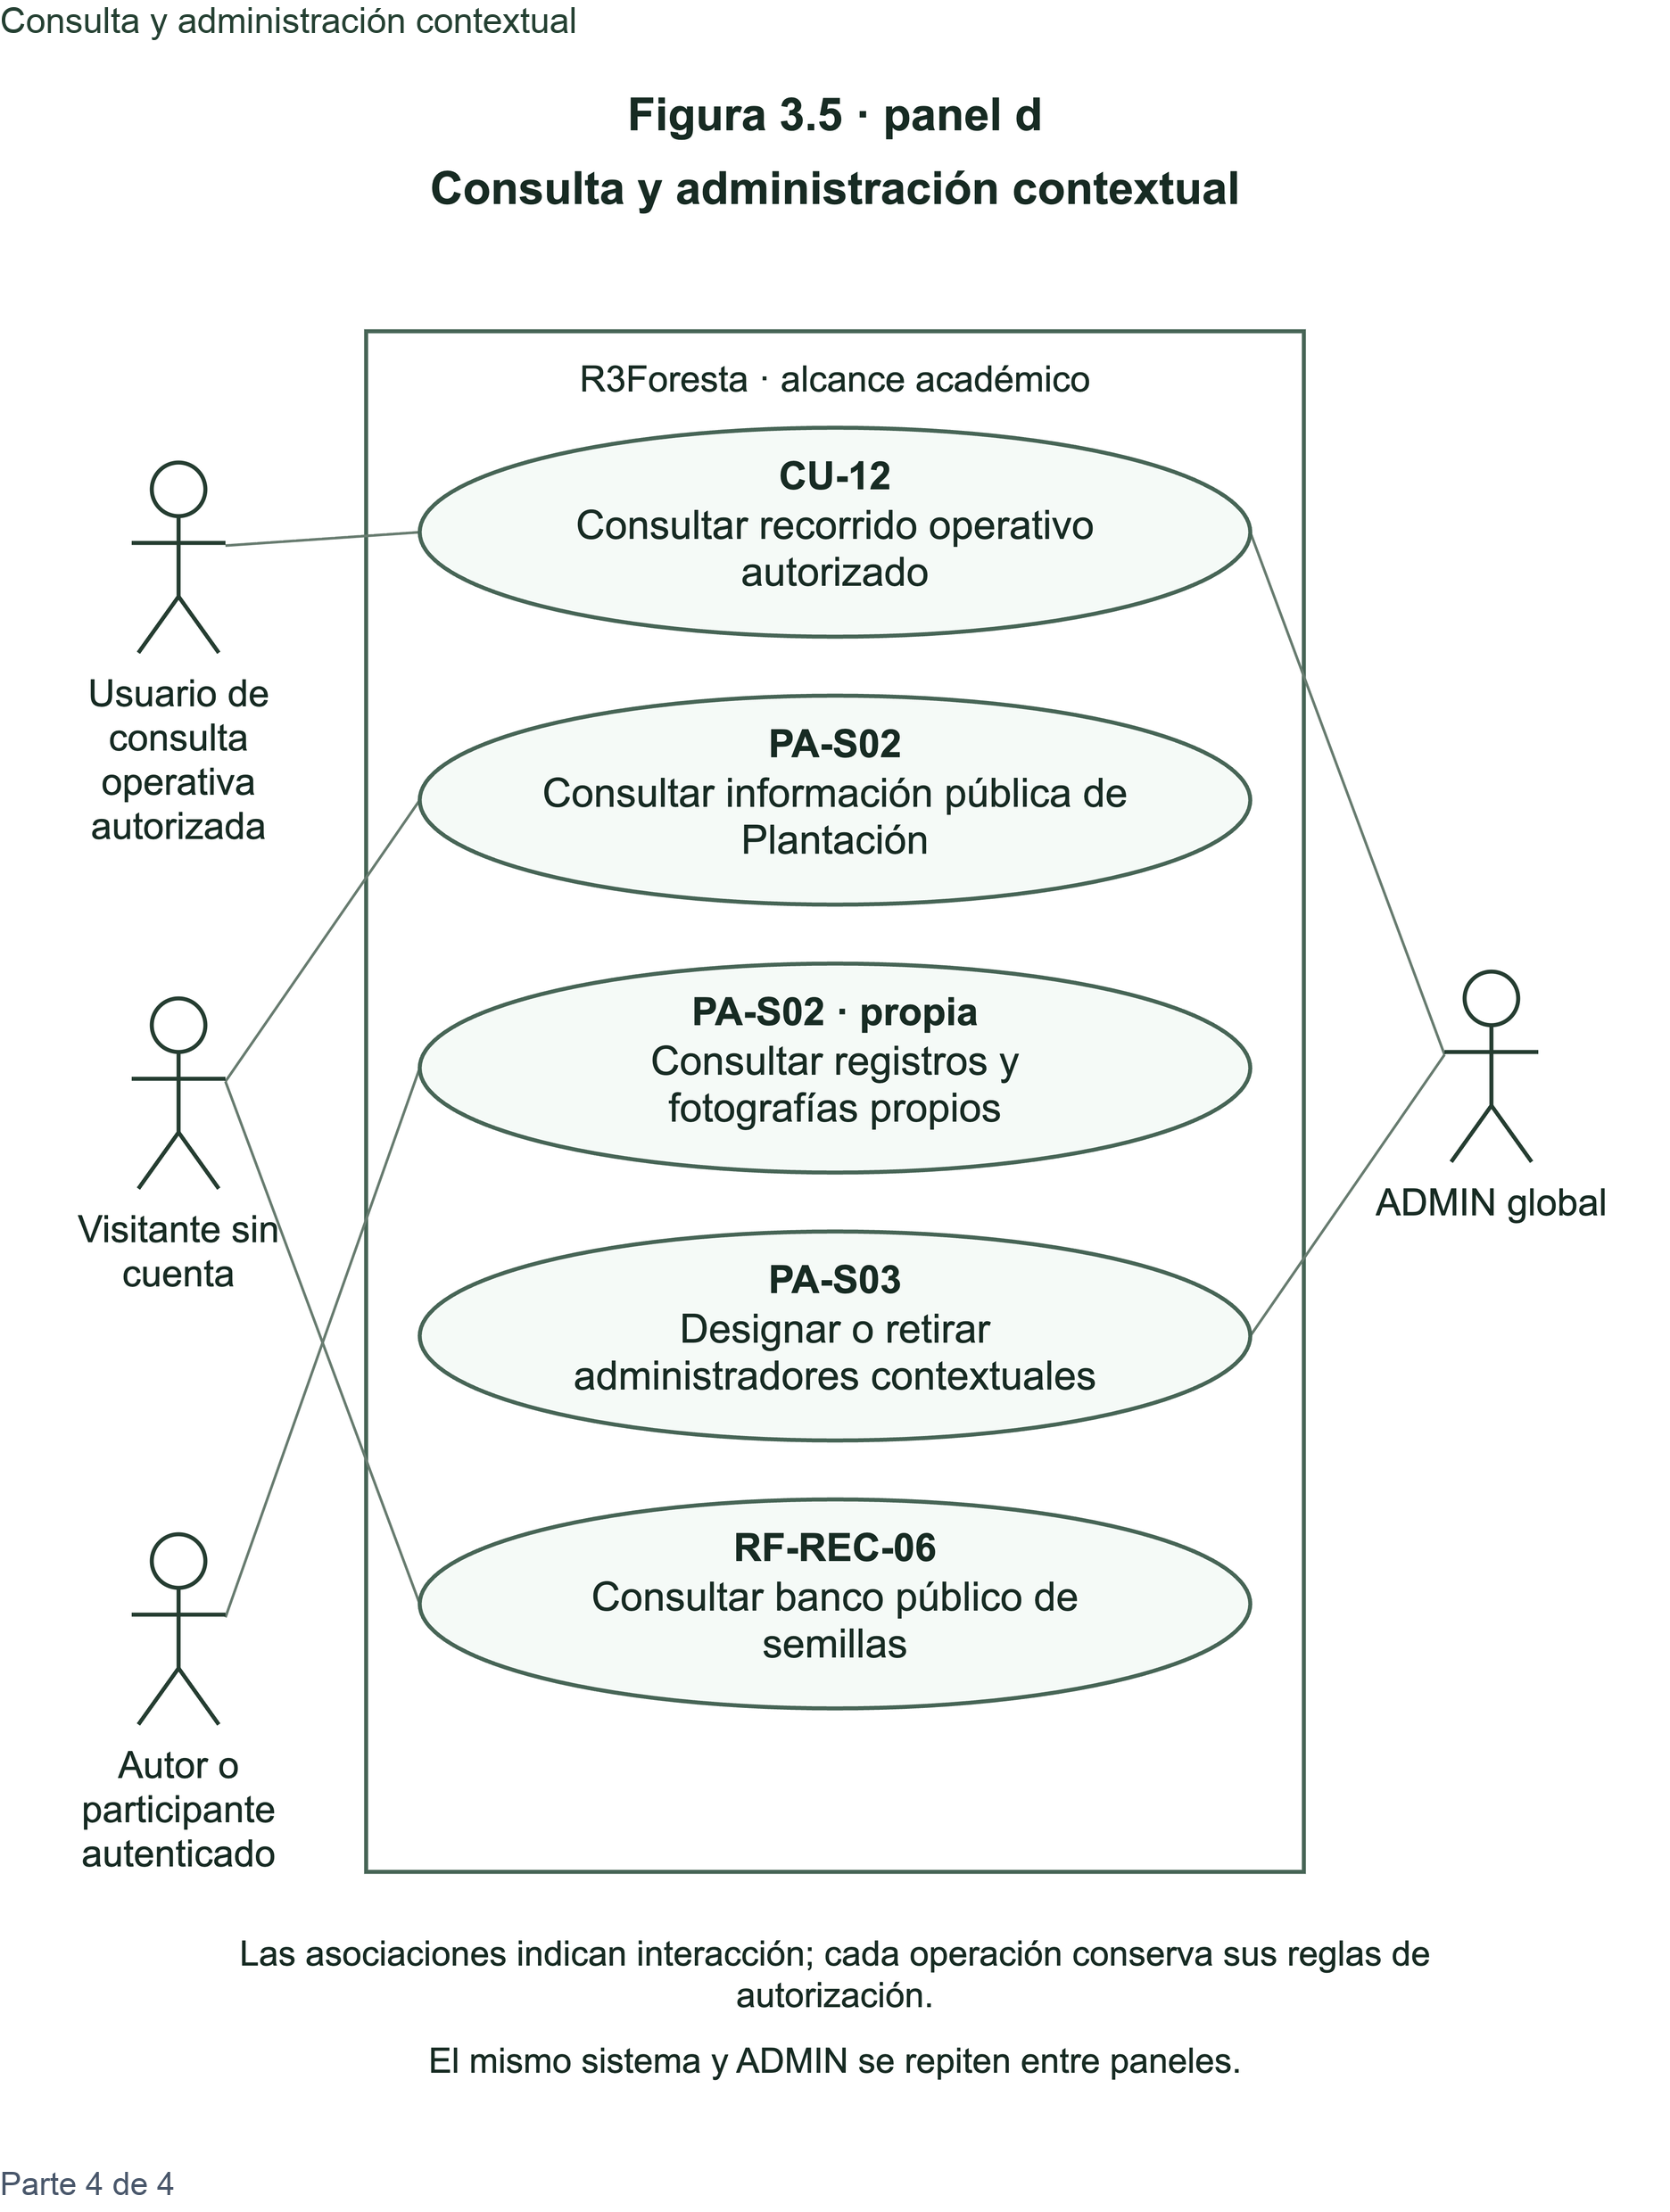 Consulta y administración contextual
Figura 3.5 · panel d
Consulta y administración contextual
R3Foresta · alcance académico
CU-12
Consultar recorrido operativo
autorizado
Usuario de
consulta
operativa
autorizada
PA-S02
Consultar información pública de
Plantación
PA-S02 · propia
Consultar registros y
fotografías propios
Visitante sin
cuenta
ADMIN global
PA-S03
Designar o retirar
administradores contextuales
RF-REC-06
Consultar banco público de
semillas
Autor o
participante
autenticado
Las asociaciones indican interacción; cada operación conserva sus reglas de
autorización.
El mismo sistema y ADMIN se repiten entre paneles.
Parte 4 de 4